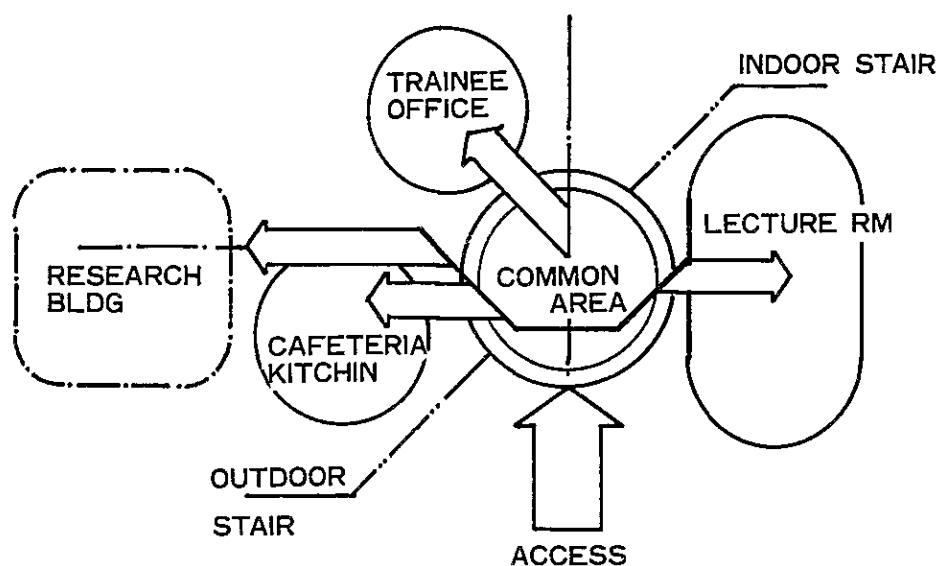 TRAINEE
OFFICE
INDOOR STAIR
LECTURE RM
RESEARCH
BLDG
COMMON
AREA
CAFETERIA
KITCHIN
OUTDOOR
STAIR
ACCESS